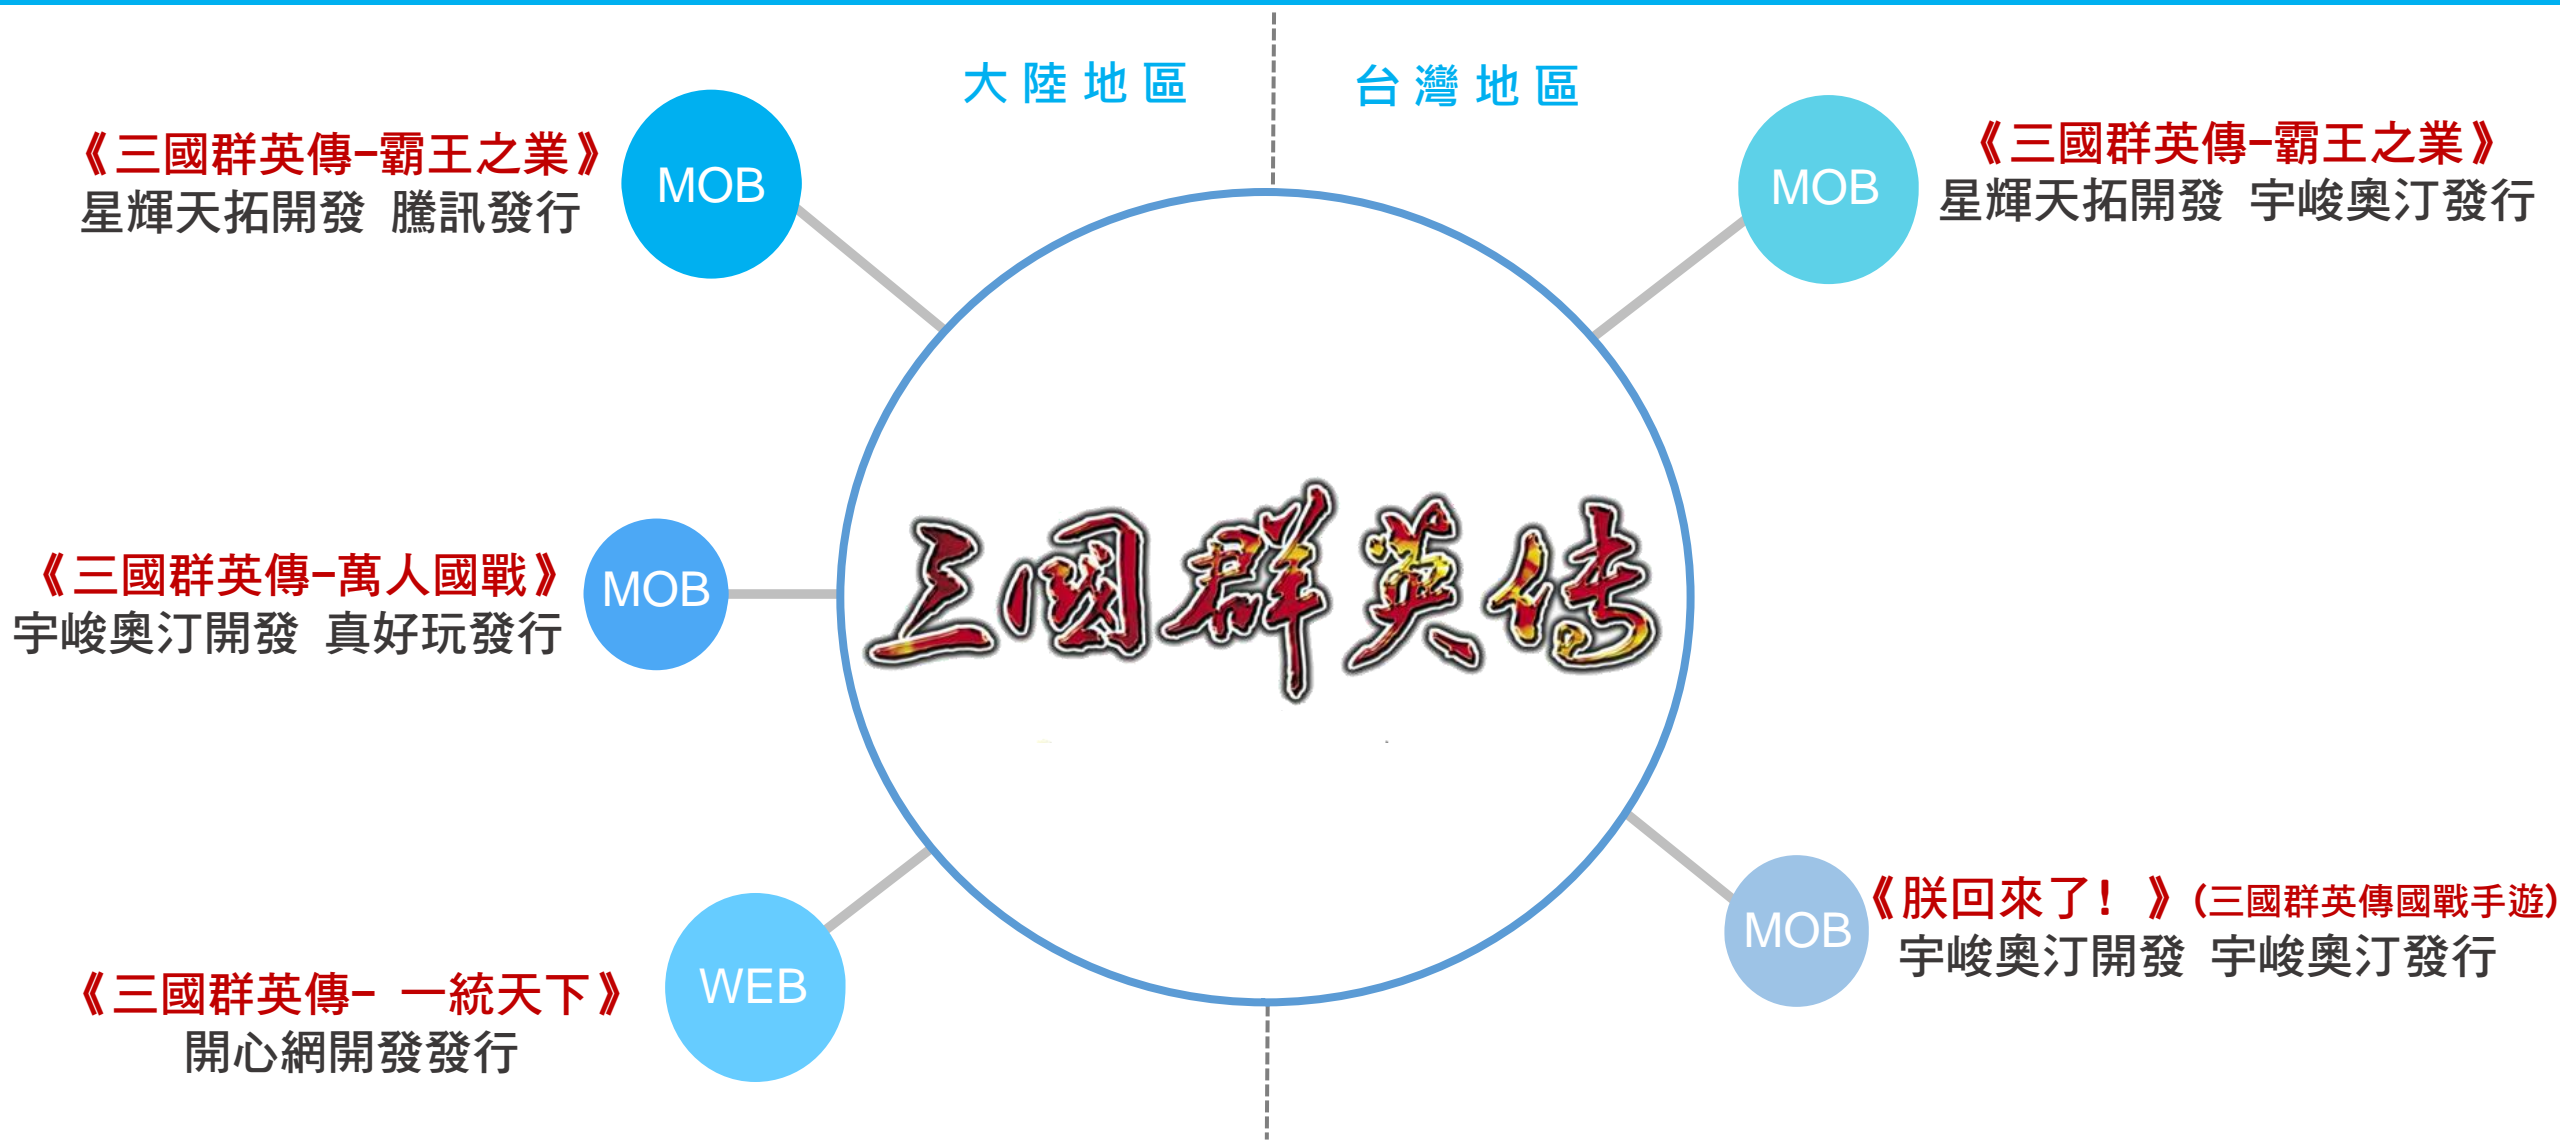 大陸地區
台灣地區
《三國群英傳-霸王之業》
星輝天拓開發 騰訊發行
MOB
MOB
《三國群英傳-霸王之業》
星輝天拓開發 宇峻奧汀發行
《三國群英傳-萬人國戰》
宇峻奧汀開發 真好玩發行
MOB
三國群英传
《三國群英傳- 一統天下》
開心網開發發行
WEB
MOB
《朕回來了! 》(三國群英傳國戰手遊)
宇峻奧汀開發 宇峻奧汀發行